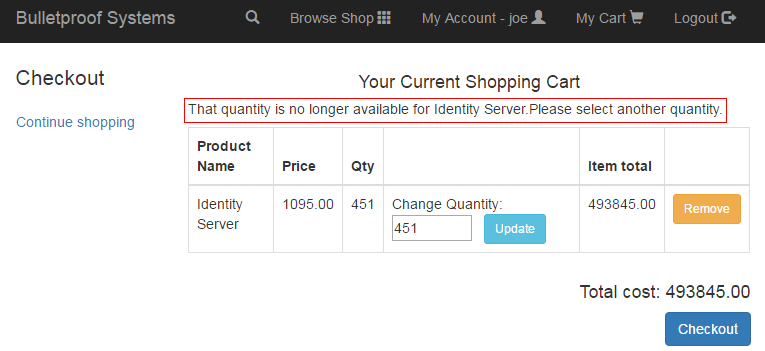 Bulletproof Systems Browse Shop My Account - joe My Cart Logout
Checkout
Continue shopping
Your Current Shopping Cart
That quantity is no longer available for Identity Server.Please select another quantity.
Product Name Price Qty Item total
Identity Server 1095.00 451 Change Quantity: 451 Update 493845.00 Remove
Total cost: 493845.00
Checkout